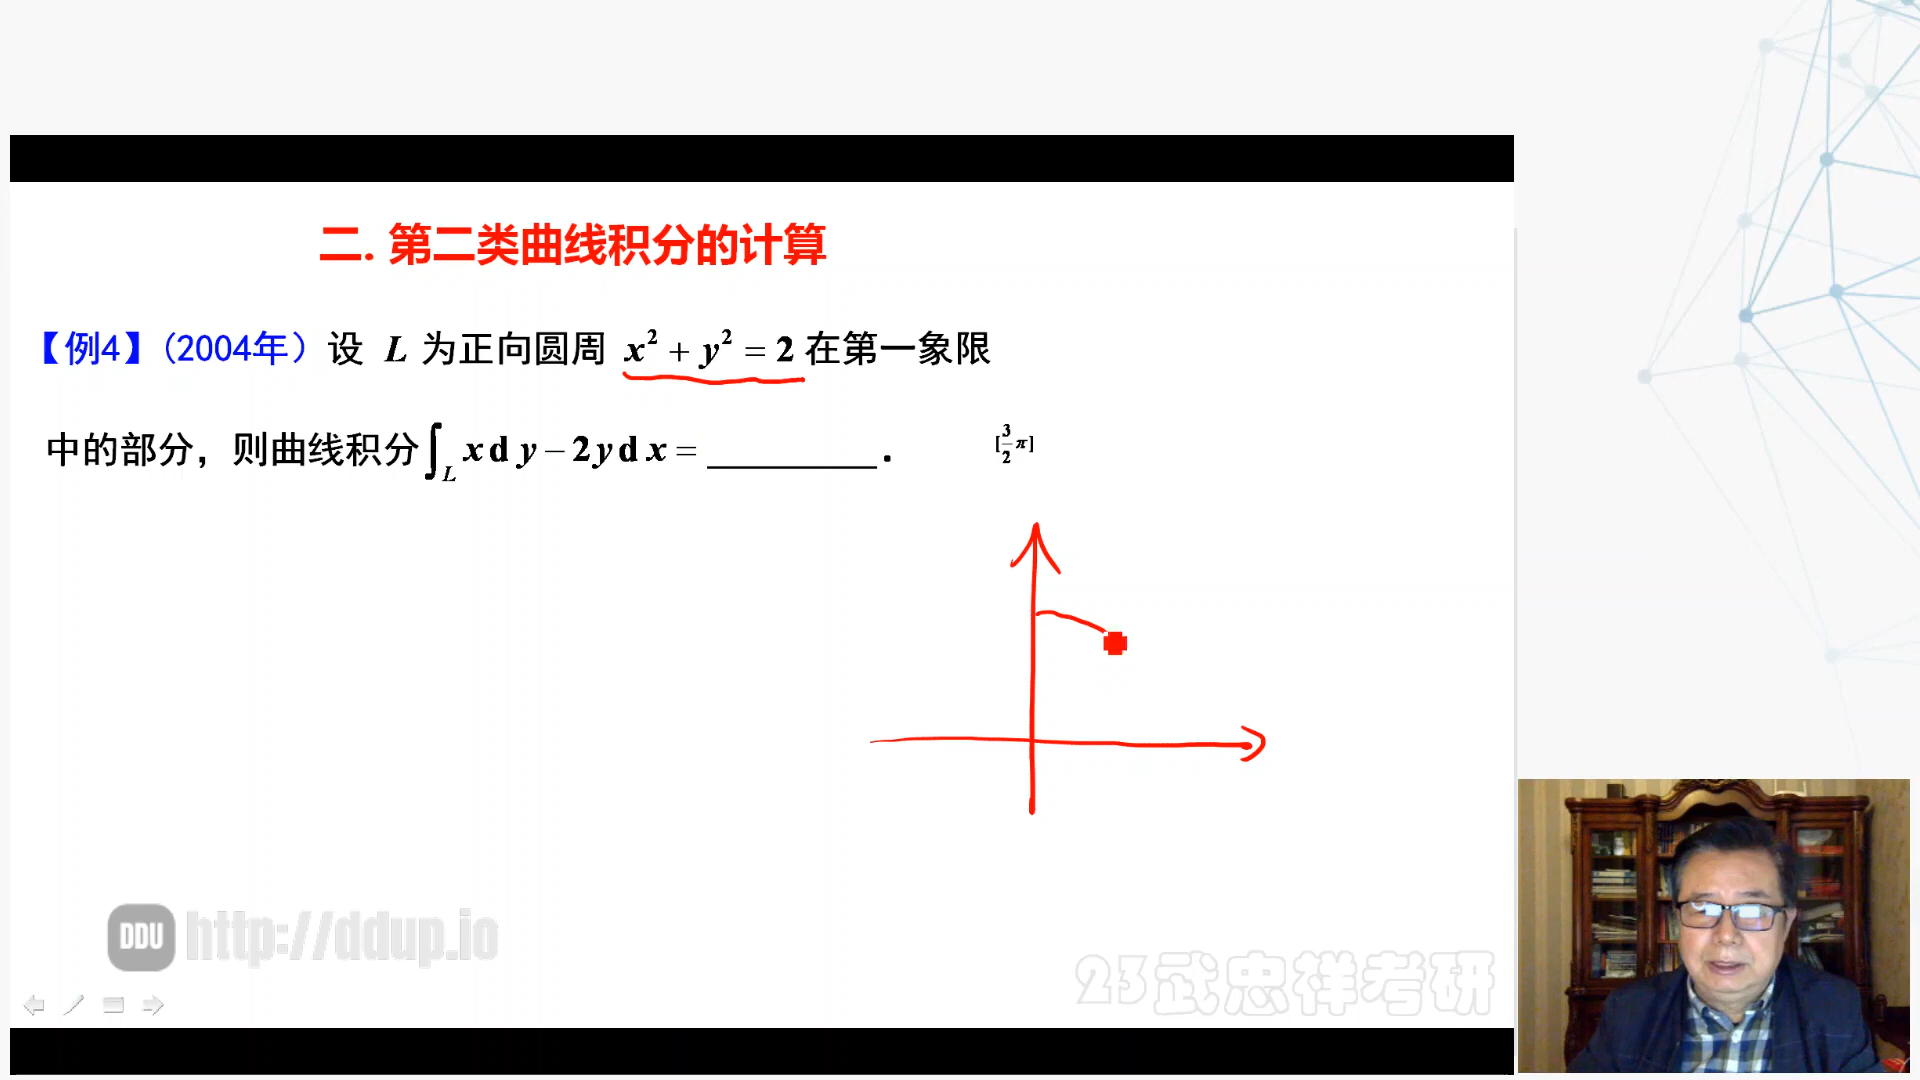 二. 第二类曲线积分的计算
【例4】(2004年) 设 L 为正向圆周 x² + y² = 2 在第一象限
中的部分，则曲线积分∫_L x d y − 2 y d x = ________.
[3/2 π]
DDU http://ddup.io
23武忠祥考研